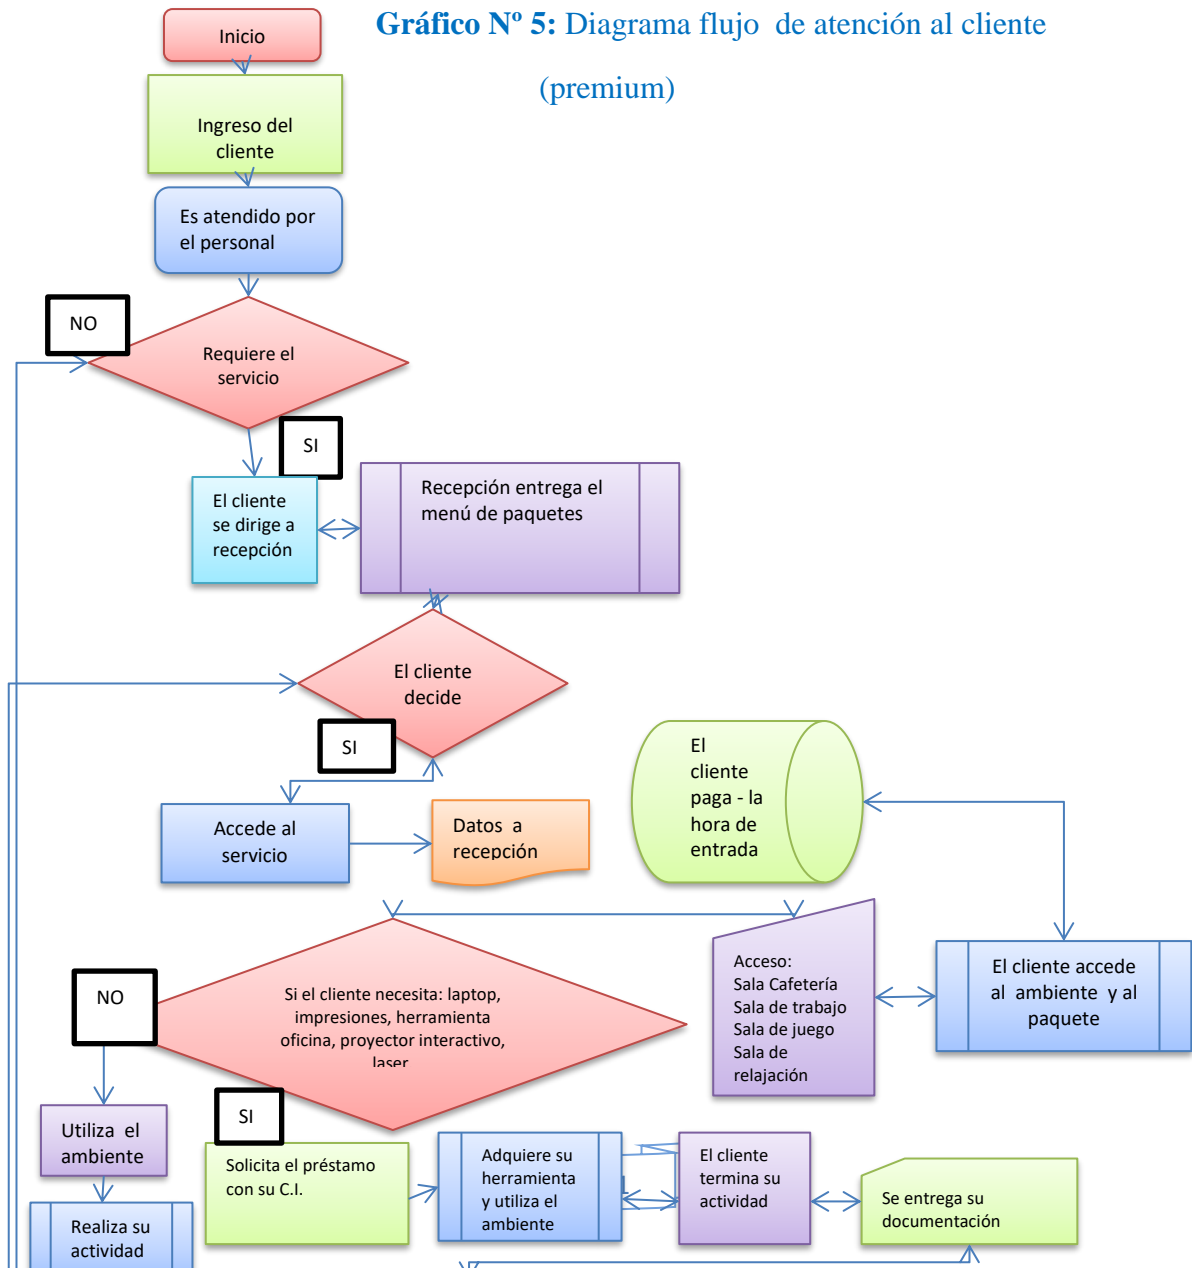 Gráfico Nº 5: Diagrama flujo de atención al cliente
(premium)
Inicio
Ingreso del
cliente
Es atendido por
el personal
NO
Requiere el
servicio
SI
El cliente
se dirige a
recepción
Recepción entrega el
menú de paquetes
El cliente
decide
SI
Accede al
servicio
Datos a
recepción
El
cliente
paga - la
hora de
entrada
NO
Si el cliente necesita: laptop,
impresiones, herramienta
oficina, proyector interactivo,
laser
Acceso:
Sala Cafetería
Sala de trabajo
Sala de juego
Sala de
relajación
El cliente accede
al ambiente y al
paquete
SI
Utiliza el
ambiente
Solicita el préstamo
con su C.I.
Adquiere su
herramienta
y utiliza el
ambiente
El cliente
termina su
actividad
Se entrega su
documentación
Realiza su
actividad